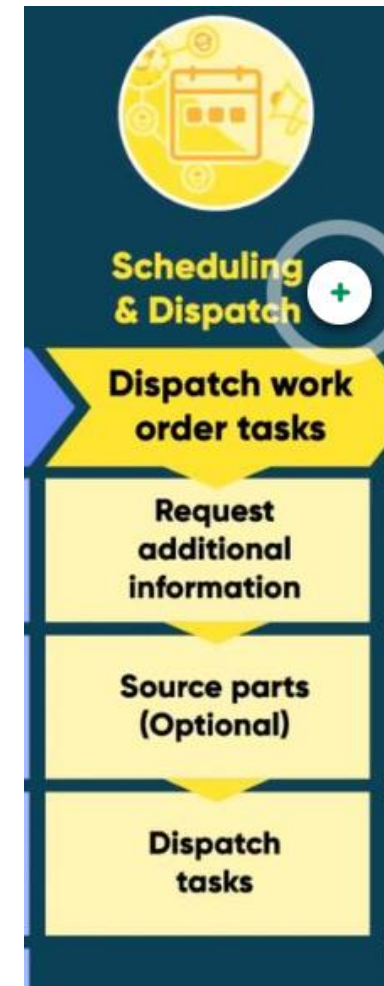 Scheduling
& Dispatch
Dispatch work
order tasks
Request
additional
information
Source parts
(Optional)
Dispatch
tasks